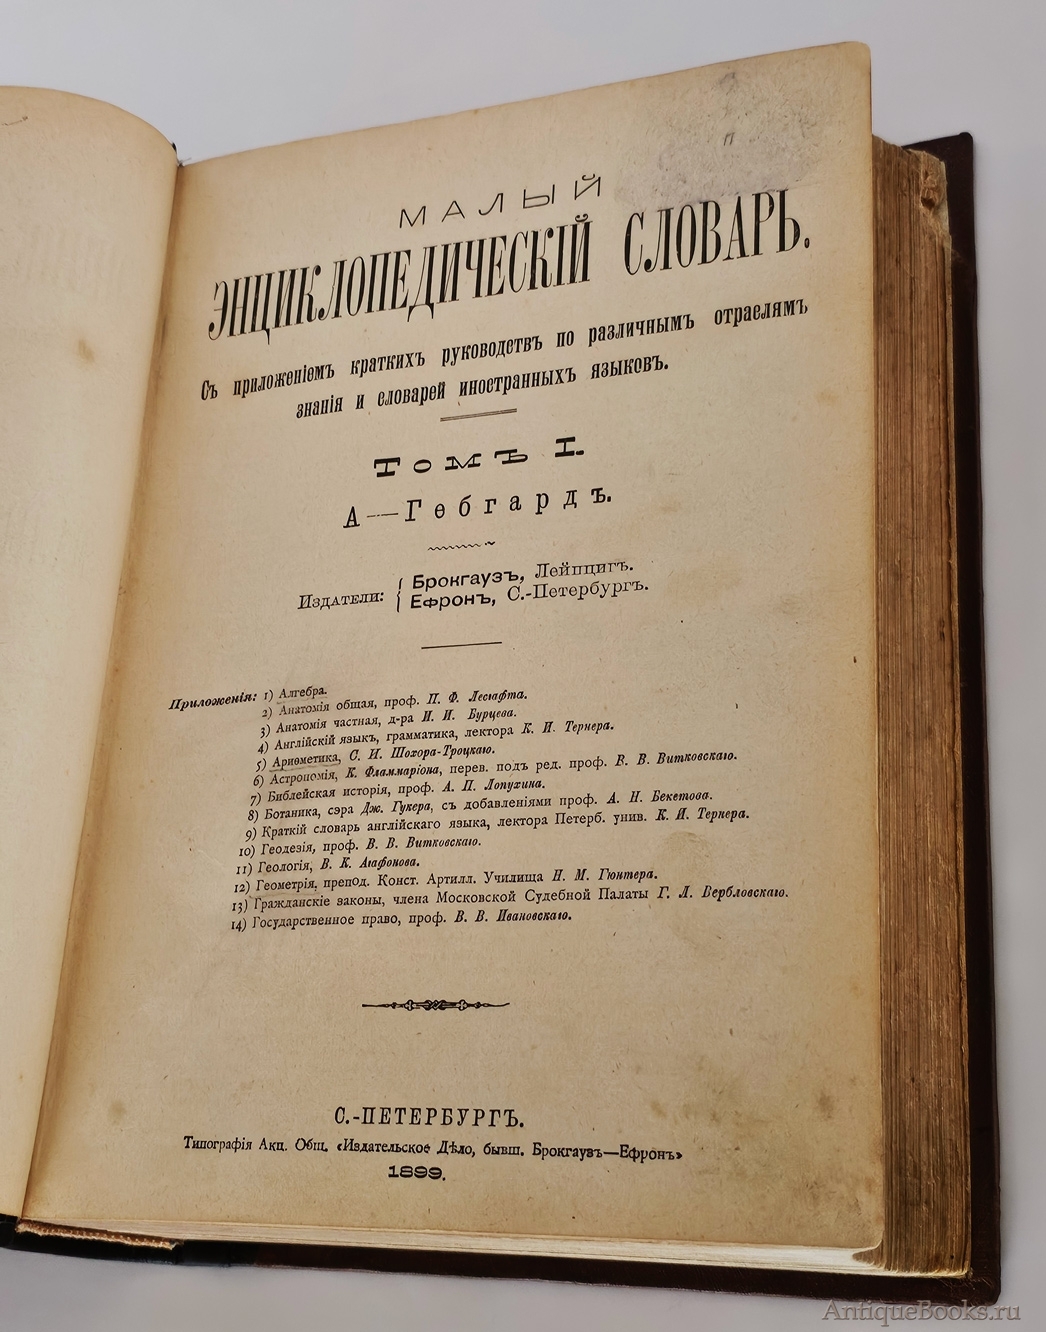 МАЛЫЙ
ЭНЦИКЛОПЕДИЧЕСКІЙ СЛОВАРЬ.
Съ приложеніемъ краткихъ руководствъ по различнымъ отраслямъ
знанія и словарей иностранныхъ языковъ.
Томъ I.
А—Гебгардъ.
Издатели: { Брокгаузъ, Лейпцигъ.
Ефронъ, С.-Петербургъ.
Приложенія: 1) Алгебра.
2) Анатомія общая, проф. П. Ф. Лесгафта.
3) Анатомія частная, д-ра И. И. Бурцева.
4) Англійскій языкъ, грамматика, лектора К. И. Тернера.
5) Ариѳметика, С. И. Шохора-Троцкаго.
6) Астрономія, К. Фламмаріона, перев. подъ ред. проф. В. В. Витковскаго.
7) Библейская исторія, проф. А. П. Лопухина.
8) Ботаника, сэра Дж. Гукера, съ добавленіями проф. А. Н. Бекетова.
9) Краткій словарь англійскаго языка, лектора Петерб. унив. К. И. Тернера.
10) Геодезія, проф. В. В. Витковскаго.
11) Геологія, В. К. Агафонова.
12) Геометрія, препод. Конст. Артилл. Училища Н. М. Гюнтера.
13) Гражданскіе законы, члена Московской Судебной Палаты Г. Л. Вербловскаго.
14) Государственное право, проф. В. В. Ивановскаго.
С.-ПЕТЕРБУРГЪ.
Типографія Акц. Общ. «Издательское Дѣло, бывш. Брокгаузъ—Ефронъ»
1899.
AntiqueBooks.ru